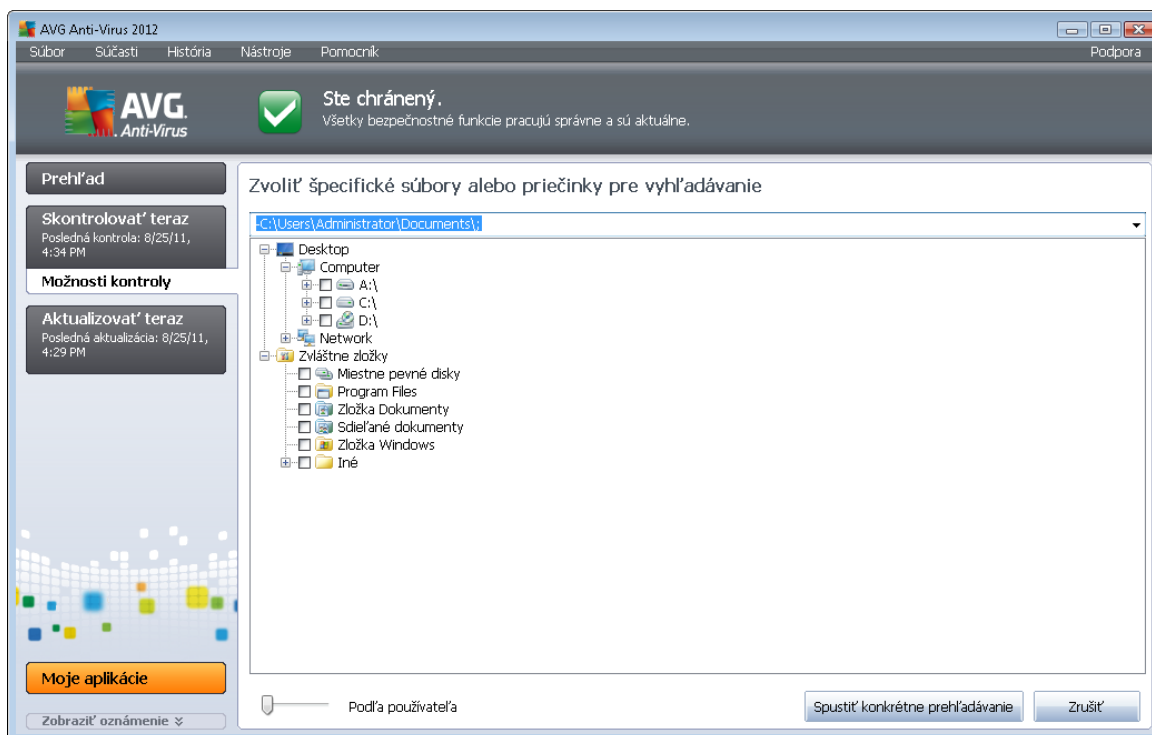 AVG Anti-Virus 2012
Súbor Súčasti História Nástroje Pomocník Podpora
AVG.
Anti-Virus
Ste chránený.
Všetky bezpečnostné funkcie pracujú správne a sú aktuálne.
Prehľad
Skontrolovať teraz
Posledná kontrola: 8/25/11,
4:34 PM
Možnosti kontroly
Aktualizovať teraz
Posledná aktualizácia: 8/25/11,
4:29 PM
Moje aplikácie
Zobraziť oznámenie
Zvoliť špecifické súbory alebo priečinky pre vyhľadávanie
-C:\Users\Administrator\Documents\;
Desktop
Computer
A:\
C:\
D:\
Network
Zvláštne zložky
Miestne pevné disky
Program Files
Zložka Dokumenty
Sdieľané dokumenty
Zložka Windows
Iné
Podľa používateľa
Spustiť konkrétne prehľadávanie
Zrušiť